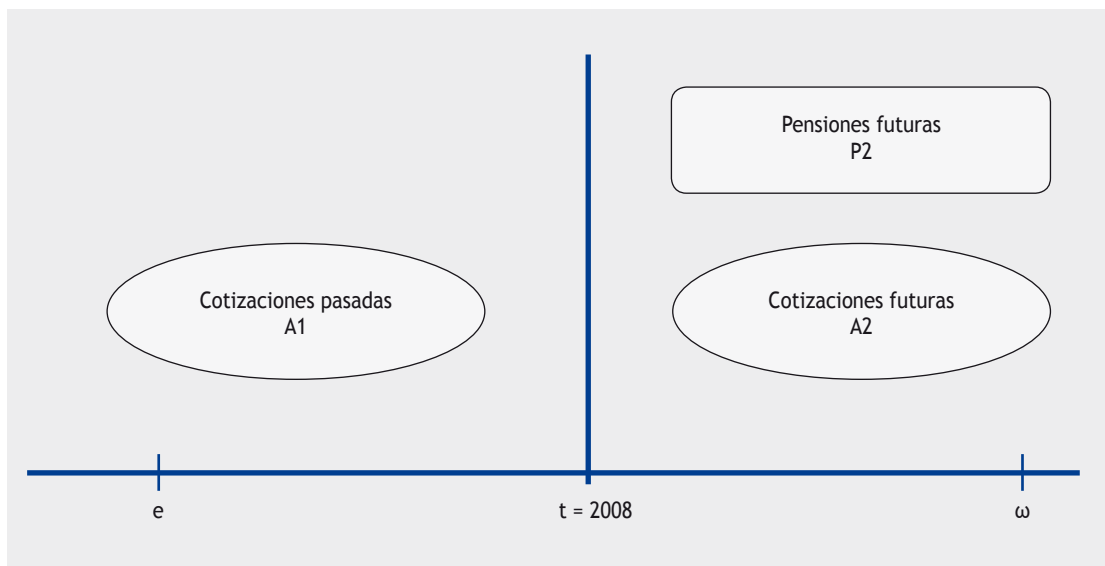 Pensiones futuras
P2
Cotizaciones pasadas
A1
Cotizaciones futuras
A2
e
t = 2008
ω